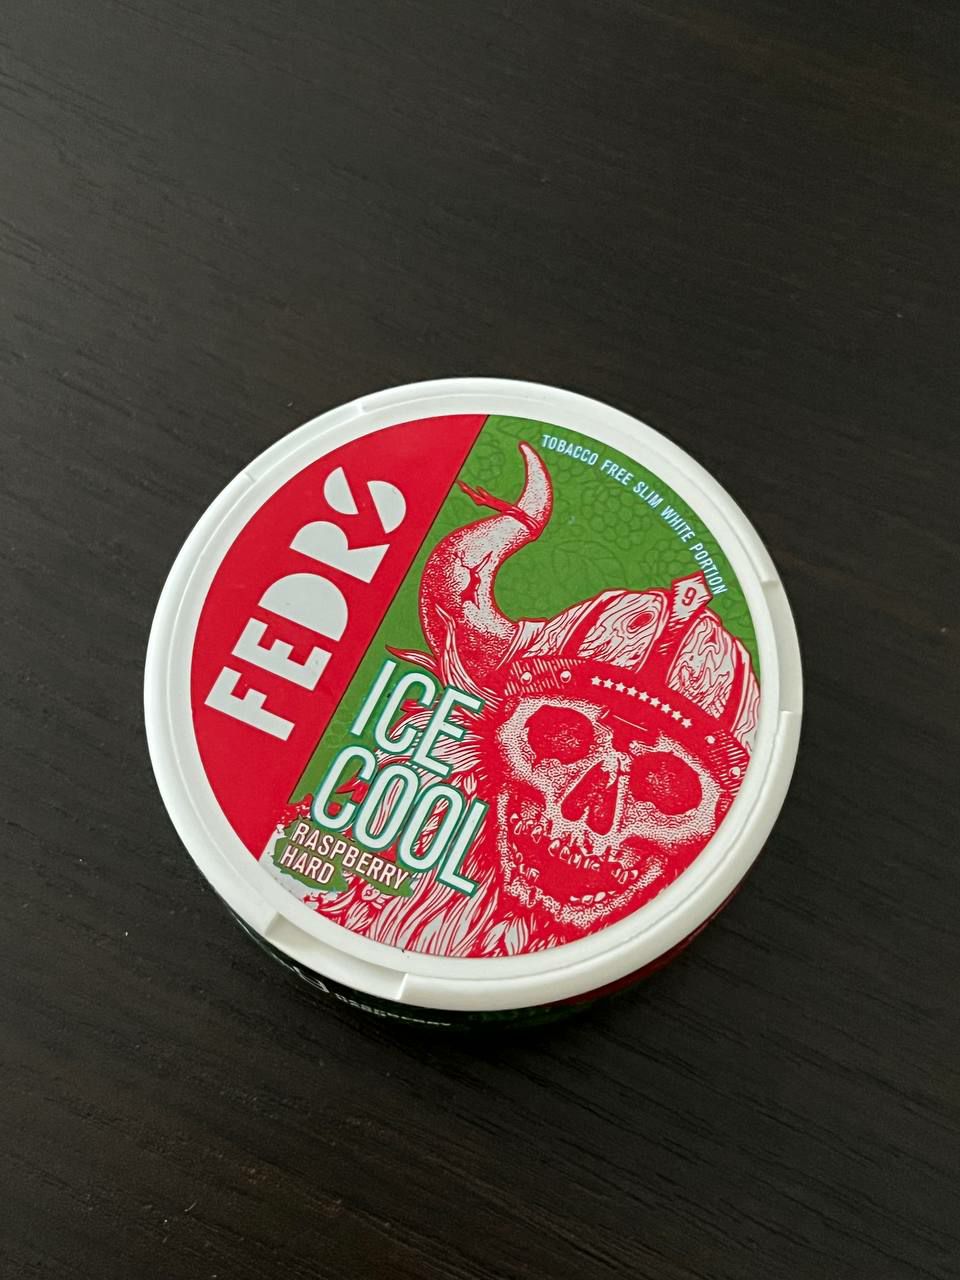 FEDRS
TOBACCO FREE SLIM WHITE PORTION
9
ICE
COOL
RASPBERRY
HARD